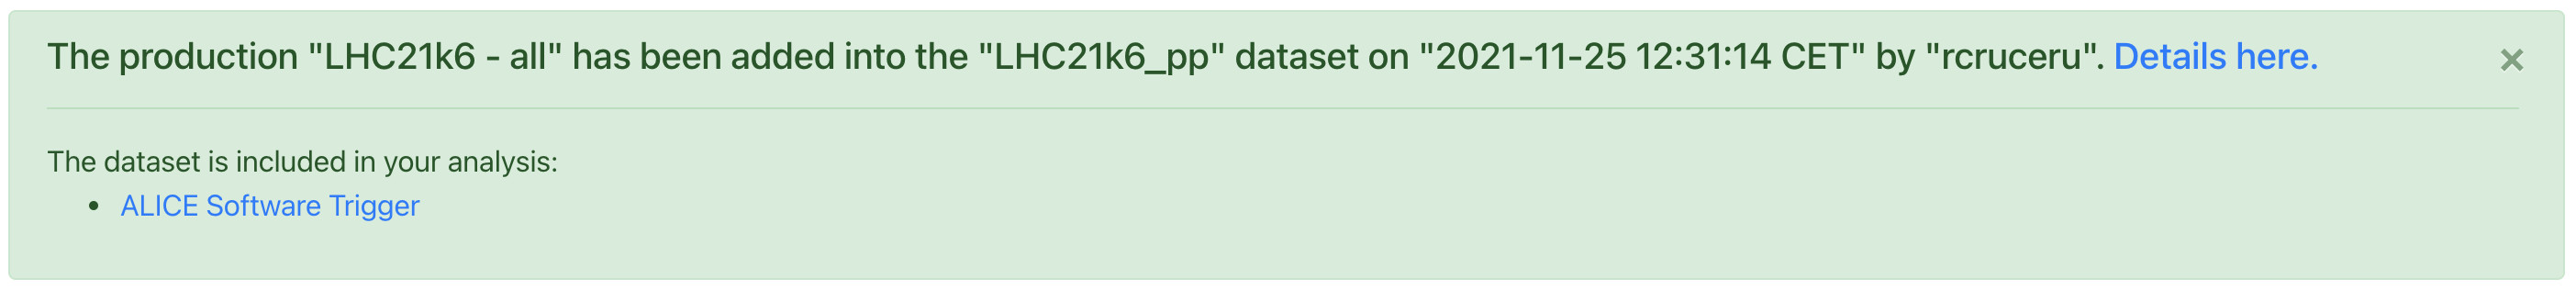 The production "LHC21k6 - all" has been added into the "LHC21k6_pp" dataset on "2021-11-25 12:31:14 CET" by "rcruceru". Details here.
The dataset is included in your analysis:
• ALICE Software Trigger